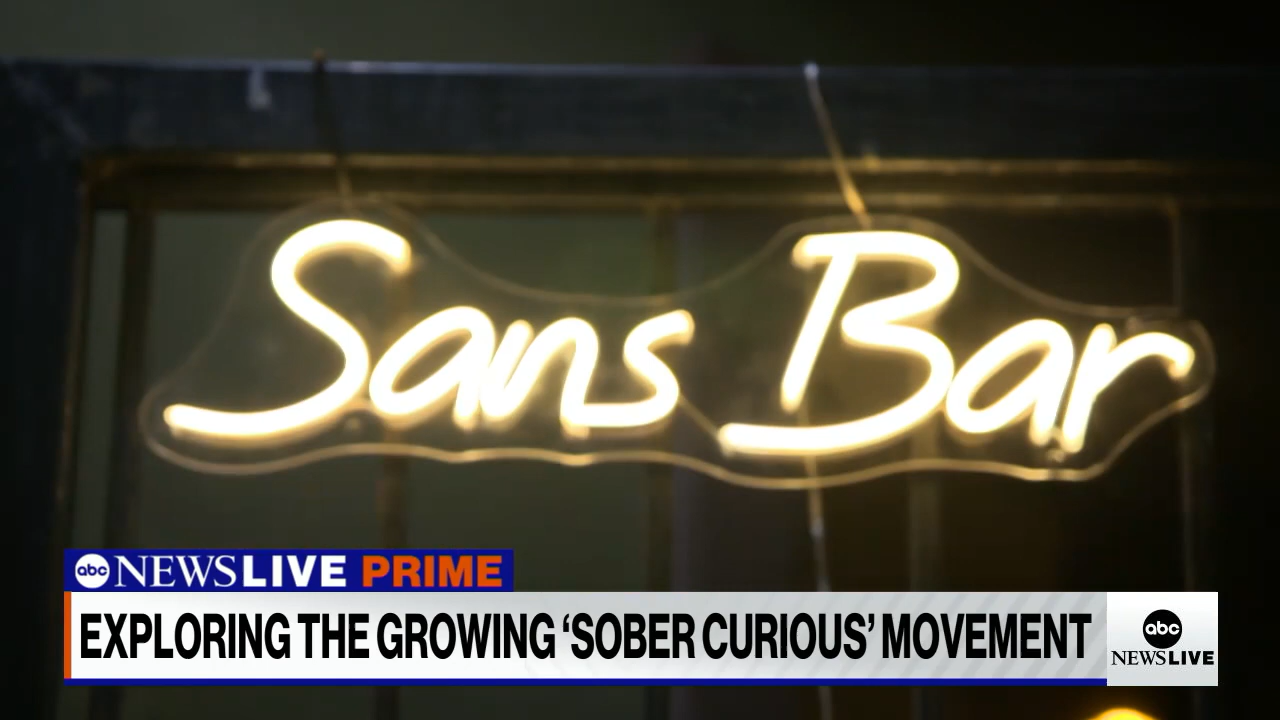 Sans Bar
abc NEWS LIVE PRIME
EXPLORING THE GROWING ‘SOBER CURIOUS’ MOVEMENT
abc
NEWS LIVE